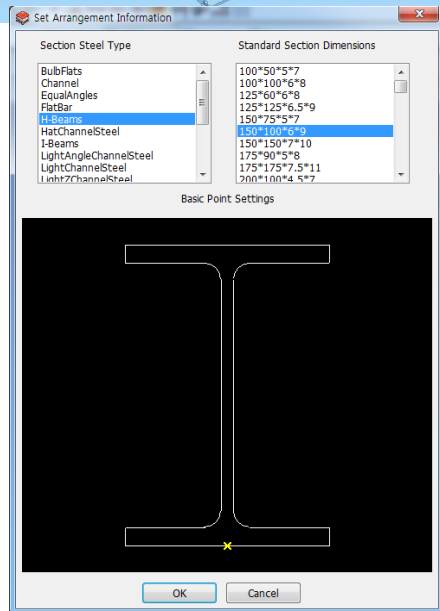 Set Arrangement Information
Section Steel Type
Standard Section Dimensions
BulbFlats
Channel
EqualAngles
FlatBar
H-Beams
HatChannelSteel
I-Beams
LightAngleChannelSteel
LightChannelSteel
LightZChannelSteel
100*50*5*7
100*100*6*8
125*60*6*8
125*125*6.5*9
150*75*5*7
150*100*6*9
150*150*7*10
175*90*5*8
175*175*7.5*11
200*100*4.5*7
Basic Point Settings
OK
Cancel